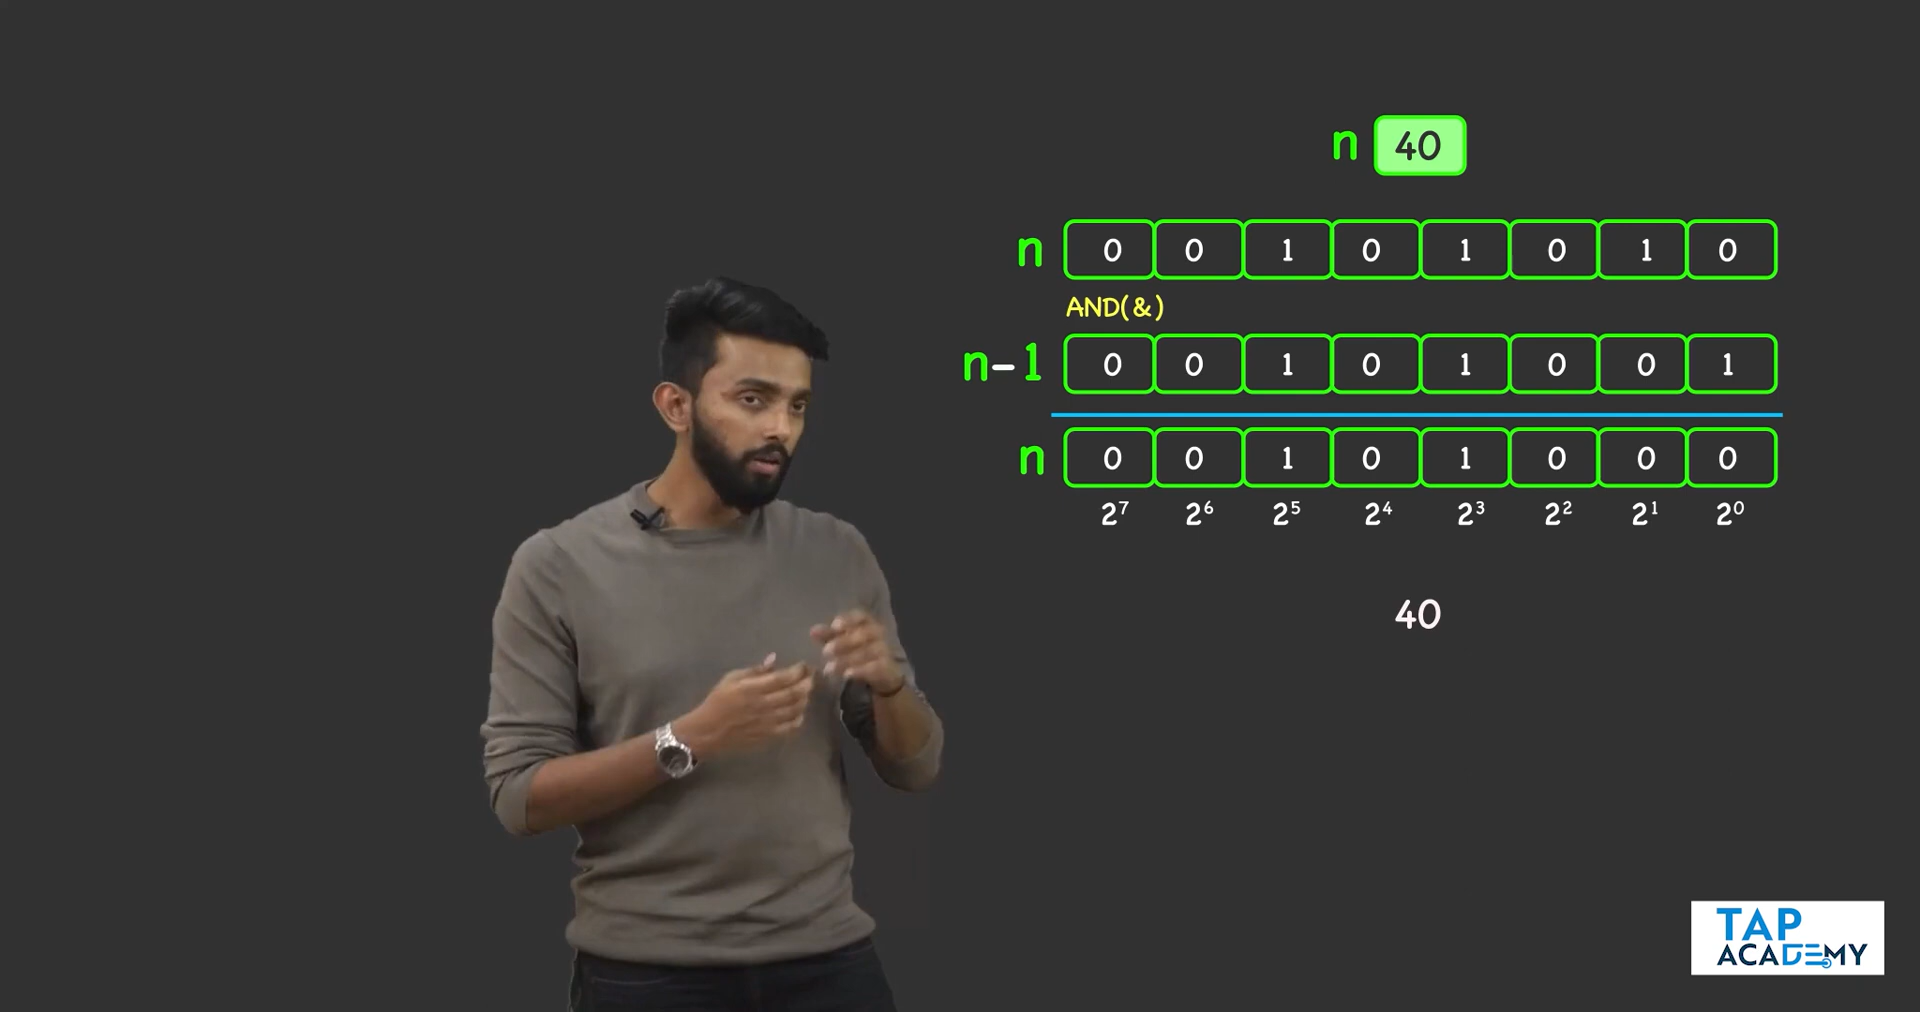 n 40
n 0 0 1 0 1 0 1 0
AND(&)
n-1 0 0 1 0 1 0 0 1
n 0 0 1 0 1 0 0 0
2⁷ 2⁶ 2⁵ 2⁴ 2³ 2² 2¹ 2⁰
40
TAP
ACADEMY